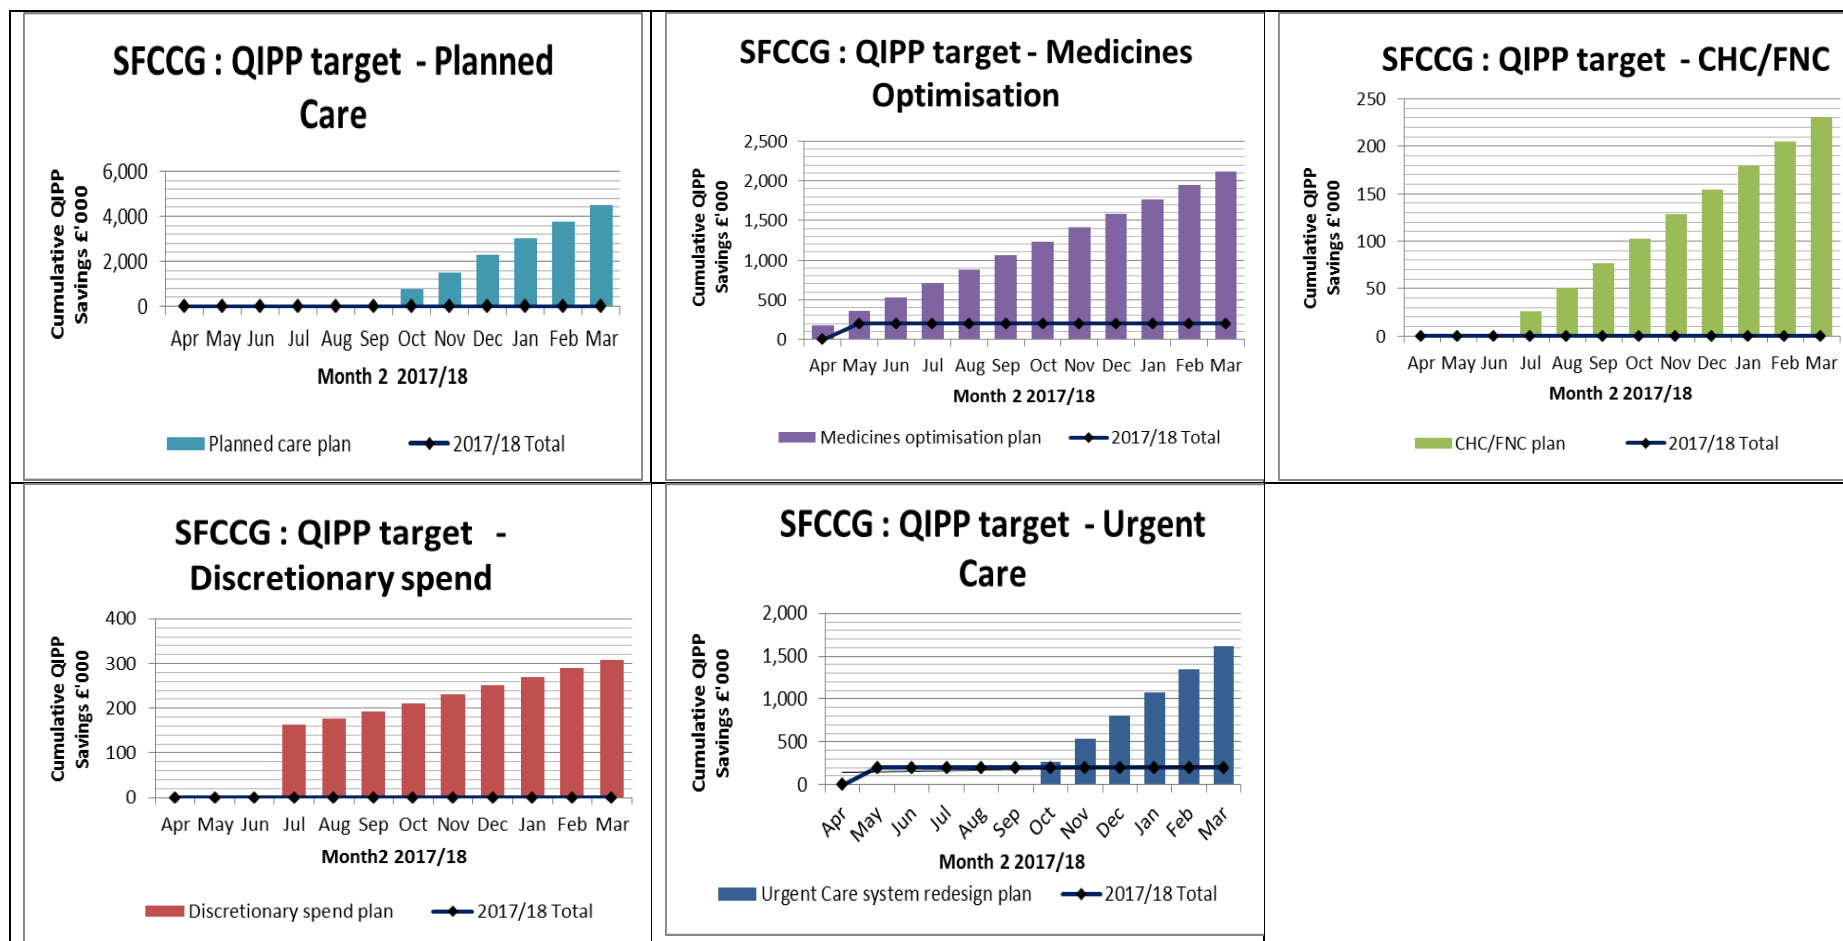 SFCCG : QIPP target - Planned
Care
Cumulative QIPP
Savings £'000
6,000
4,000
2,000
0
Apr May Jun Jul Aug Sep Oct Nov Dec Jan Feb Mar
Month 2 2017/18
Planned care plan 2017/18 Total
SFCCG : QIPP target - Medicines
Optimisation
Cumulative QIPP
Savings £'000
2,500
2,000
1,500
1,000
500
0
Apr May Jun Jul Aug Sep Oct Nov Dec Jan Feb Mar
Month 2 2017/18
Medicines optimisation plan 2017/18 Total
SFCCG : QIPP target - CHC/FNC
Cumulative QIPP
Savings £'000
250
200
150
100
50
0
Apr May Jun Jul Aug Sep Oct Nov Dec Jan Feb Mar
Month 2 2017/18
CHC/FNC plan 2017/18 Total
SFCCG : QIPP target -
Discretionary spend
Cumulative QIPP
Savings £'000
400
300
200
100
0
Apr May Jun Jul Aug Sep Oct Nov Dec Jan Feb Mar
Month2 2017/18
Discretionary spend plan 2017/18 Total
SFCCG : QIPP target - Urgent
Care
Cumulative QIPP
Savings £'000
2,000
1,500
1,000
500
0
Apr May Jun Jul Aug Sep Oct Nov Dec Jan Feb Mar
Month 2 2017/18
Urgent Care system redesign plan 2017/18 Total